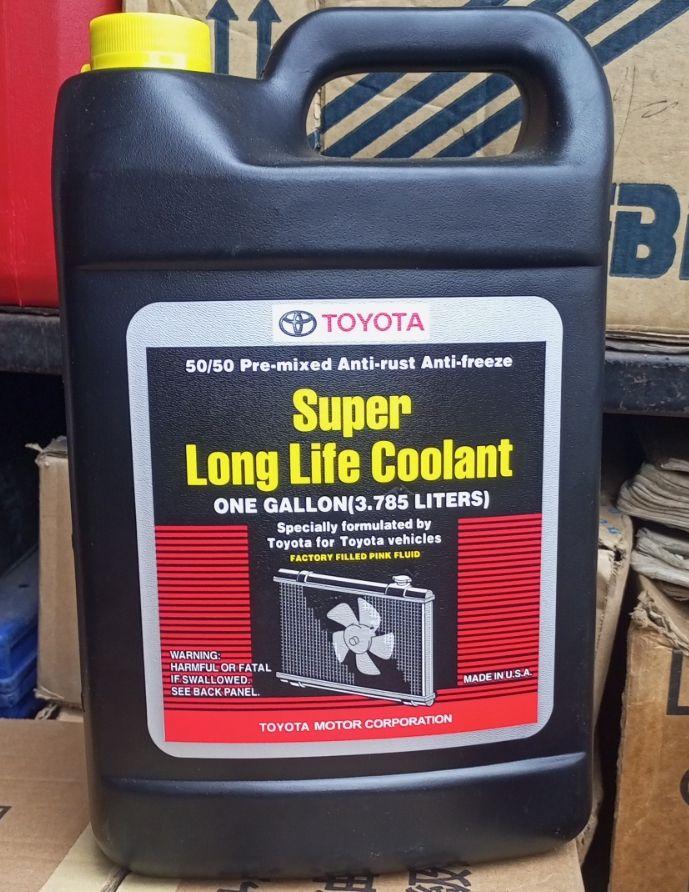 TOYOTA
50/50 Pre-mixed Anti-rust Anti-freeze
Super
Long Life Coolant
ONE GALLON(3.785 LITERS)
Specially formulated by
Toyota for Toyota vehicles
FACTORY FILLED PINK FLUID
WARNING:
HARMFUL OR FATAL
IF SWALLOWED.
SEE BACK PANEL.
MADE IN U.S.A.
TOYOTA MOTOR CORPORATION